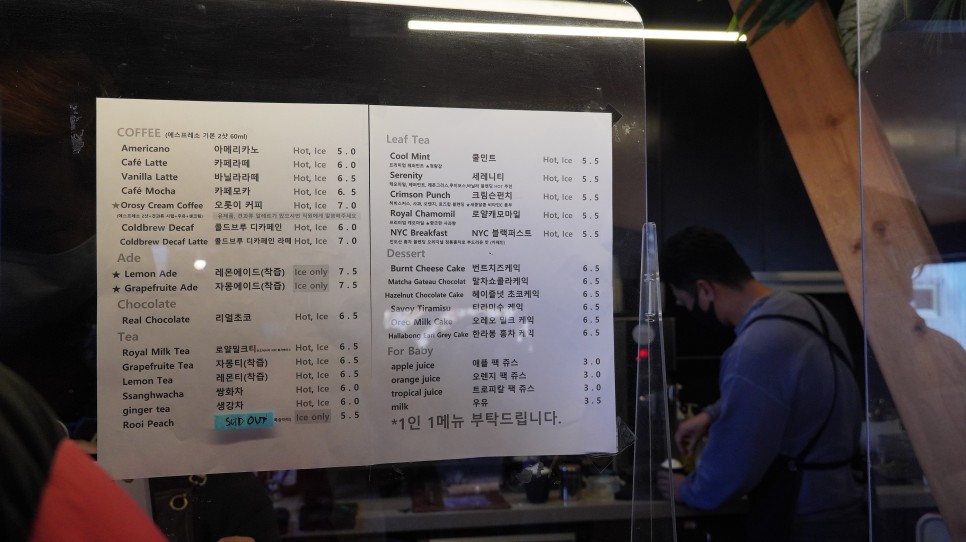 COFFEE (에스프레소 기본 2샷 60ml)
Americano 아메리카노 Hot, Ice 5.0
Café Latte 카페라떼 Hot, Ice 6.0
Vanilla Latte 바닐라라떼 Hot, Ice 6.5
Café Mocha 카페모카 Hot, Ice 6.5
★Orosy Cream Coffee 오롯이 커피 Hot, Ice 7.0
Coldbrew Decaf 콜드브루 디카페인 Hot, Ice 6.0
Coldbrew Decaf Latte 콜드브루 디카페인 라떼 Hot, Ice 7.0
Ade
★ Lemon Ade 레몬에이드(착즙) Ice only 7.5
★ Grapefruite Ade 자몽에이드(착즙) Ice only 7.5
Chocolate
Real Chocolate 리얼초코 Hot, Ice 6.5
Tea
Royal Milk Tea 로얄밀크티 Hot, Ice 6.5
Grapefruite Tea 자몽티(착즙) Hot, Ice 6.5
Lemon Tea 레몬티(착즙) Hot, Ice 6.5
Ssanghwacha 쌍화차 Hot, Ice 6.0
ginger tea 생강차 Hot, Ice 6.0
Rooi Peach SOLD OUT Ice only 5.5
Leaf Tea
Cool Mint 쿨민트 Hot, Ice 5.5
Serenity 세레니티 Hot, Ice 5.5
Crimson Punch 크림슨펀치 Hot, Ice 5.5
Royal Chamomil 로얄캐모마일 Hot, Ice 5.5
NYC Breakfast NYC 블랙퍼스트 Hot, Ice 5.5
Dessert
Burnt Cheese Cake 번트치즈케익 6.5
Matcha Gateau Chocolat 말차쇼콜라케익 6.5
Hazelnut Chocolate Cake 헤이즐넛 초코케익 6.5
Savoy Tiramisu 티라미수 케익 6.5
Oreo Milk Cake 오레오 밀크 케익 6.5
Hallabong Earl Grey Cake 한라봉 홍차 케익 6.5
For Baby
apple juice 애플 팩 쥬스 3.0
orange juice 오렌지 팩 쥬스 3.0
tropical juice 트로피칼 팩 쥬스 3.0
milk 우유 3.5
*1인 1메뉴 부탁드립니다.